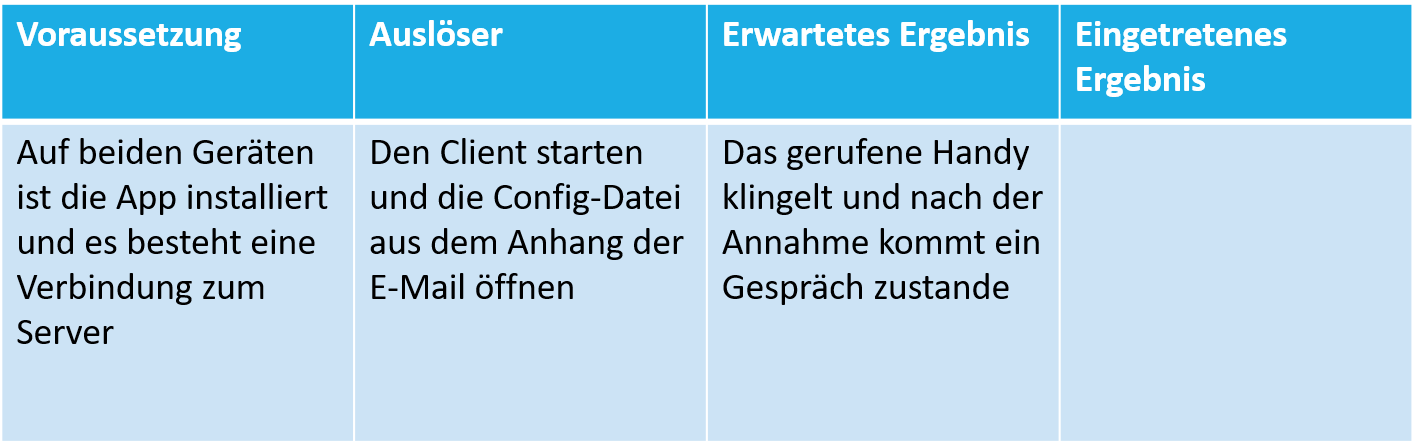 Voraussetzung
Auslöser
Erwartetes Ergebnis
Eingetretenes
Ergebnis
Auf beiden Geräten
ist die App installiert
und es besteht eine
Verbindung zum
Server
Den Client starten
und die Config-Datei
aus dem Anhang der
E-Mail öffnen
Das gerufene Handy
klingelt und nach der
Annahme kommt ein
Gespräch zustande